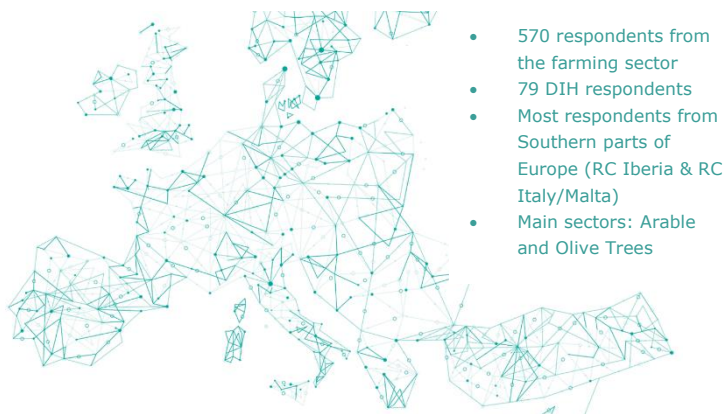 • 570 respondents from
the farming sector
• 79 DIH respondents
• Most respondents from
Southern parts of
Europe (RC Iberia & RC
Italy/Malta)
• Main sectors: Arable
and Olive Trees